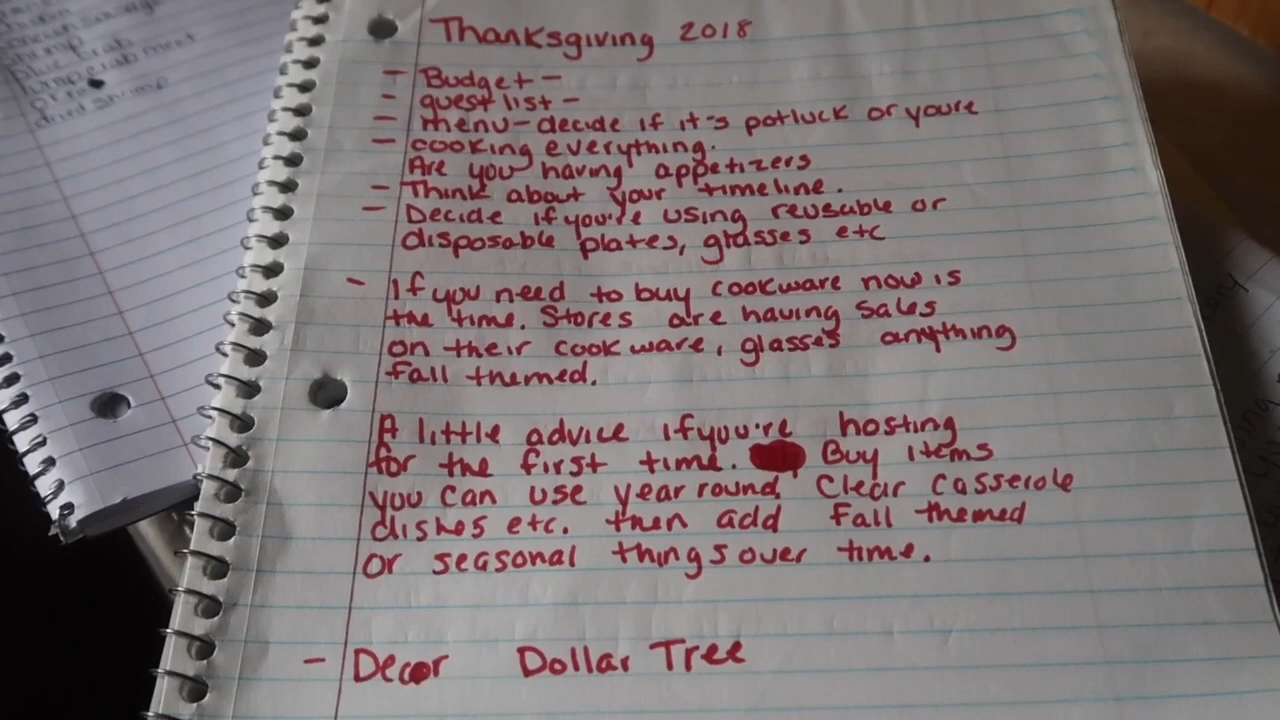 Thanksgiving 2018
- Budget -
- guest list -
- menu - decide if it's potluck or youre
- cooking everything.
Are you having appetizers
- Think about your timeline.
- Decide if you're using reusable or
disposable plates, glasses etc
- If you need to buy cookware now is
the time. Stores are having sales
on their cookware, glasses anything
fall themed.
A little advice if you're hosting
for the first time. Buy items
you can use year round. Clear casserole
dishes etc. then add fall themed
or seasonal things over time.
- Decor Dollar Tree